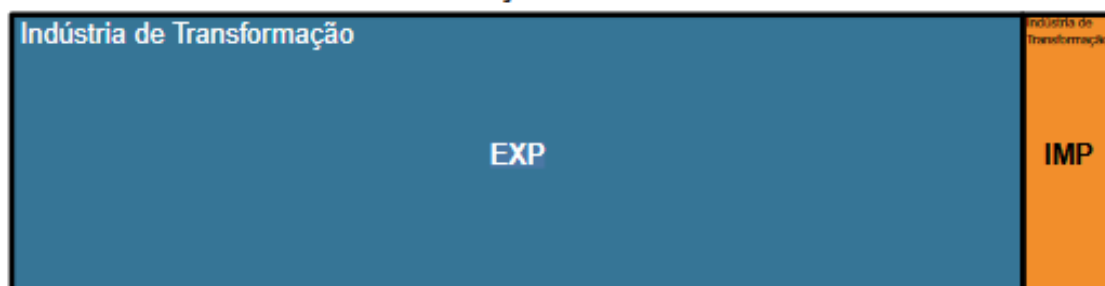 Indústria de Transformação
Indústria de
Transformação
EXP
IMP